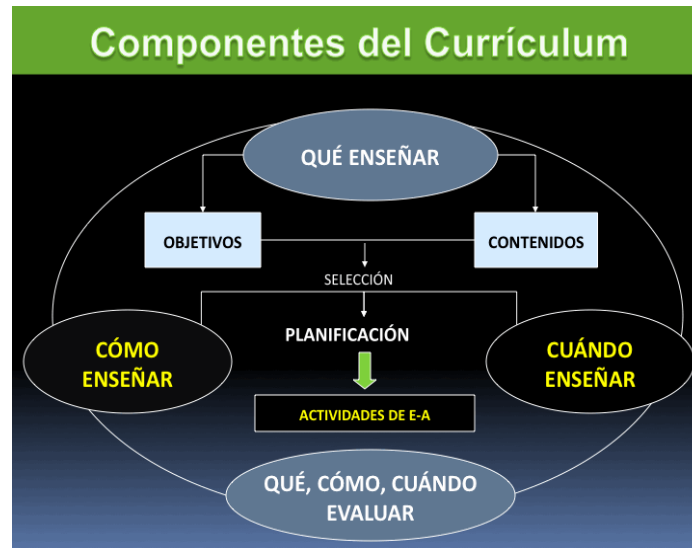 Componentes del Currículum
QUÉ ENSEÑAR
OBJETIVOS
CONTENIDOS
SELECCIÓN
PLANIFICACIÓN
CÓMO
ENSEÑAR
CUÁNDO
ENSEÑAR
ACTIVIDADES DE E-A
QUÉ, CÓMO, CUÁNDO
EVALUAR